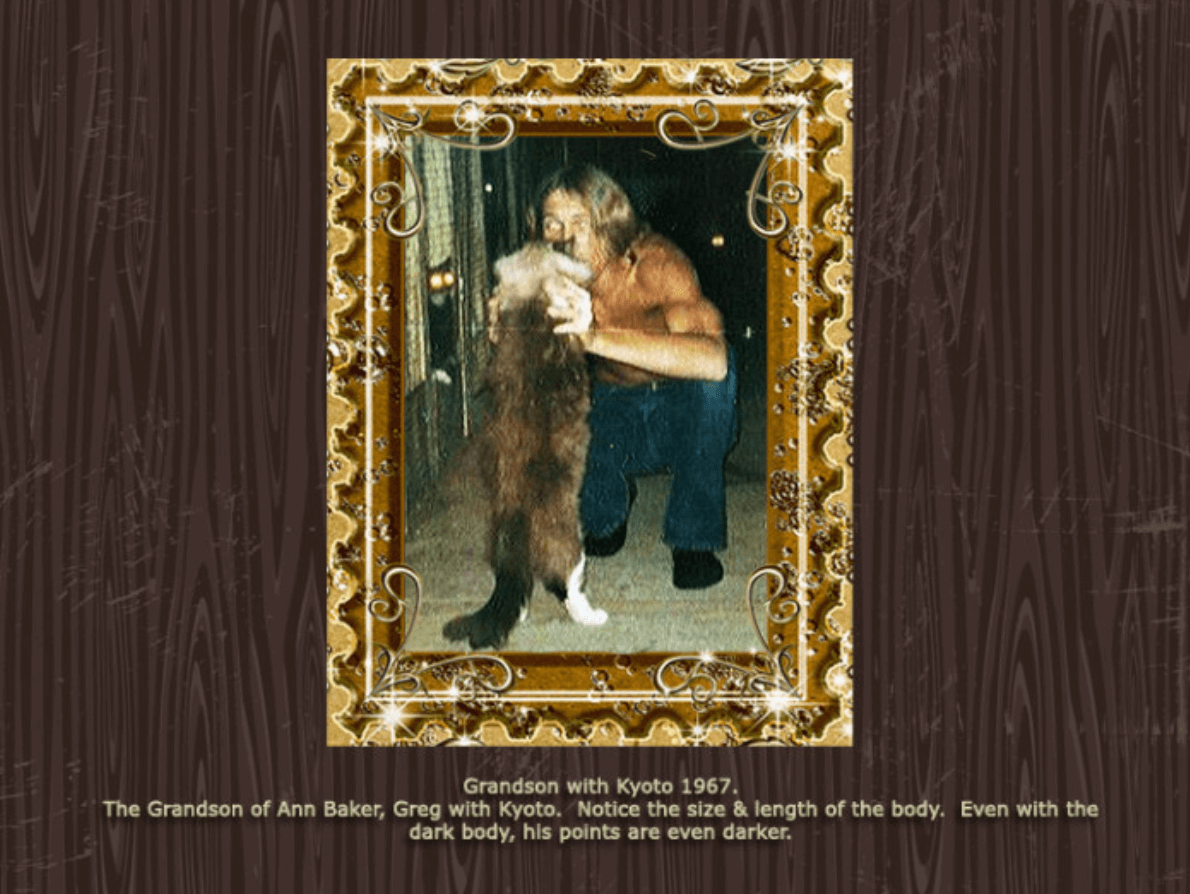 Grandson with Kyoto 1967.
The Grandson of Ann Baker, Greg with Kyoto.  Notice the size & length of the body.  Even with the
dark body, his points are even darker.